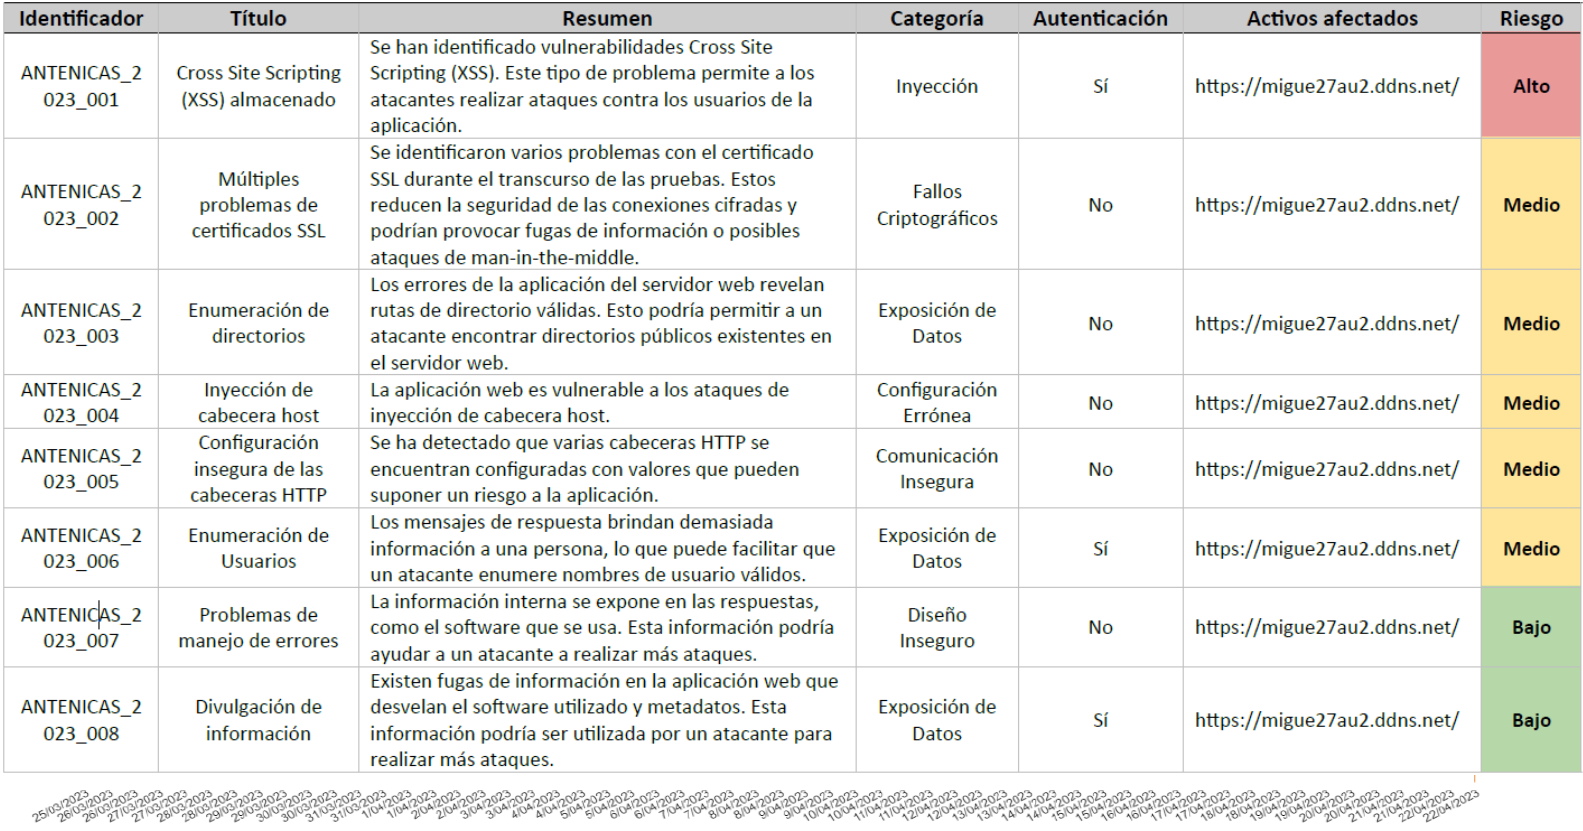 Identificador Título Resumen Categoría Autenticación Activos afectados Riesgo
ANTENICAS_2
023_001
Cross Site Scripting
(XSS) almacenado
Se han identificado vulnerabilidades Cross Site
Scripting (XSS). Este tipo de problema permite a los
atacantes realizar ataques contra los usuarios de la
aplicación.
Inyección
Sí
https://migue27au2.ddns.net/
Alto
ANTENICAS_2
023_002
Múltiples
problemas de
certificados SSL
Se identificaron varios problemas con el certificado
SSL durante el transcurso de las pruebas. Estos
reducen la seguridad de las conexiones cifradas y
podrían provocar fugas de información o posibles
ataques de man-in-the-middle.
Fallos
Criptográficos
No
https://migue27au2.ddns.net/
Medio
ANTENICAS_2
023_003
Enumeración de
directorios
Los errores de la aplicación del servidor web revelan
rutas de directorio válidas. Esto podría permitir a un
atacante encontrar directorios públicos existentes en
el servidor web.
Exposición de
Datos
No
https://migue27au2.ddns.net/
Medio
ANTENICAS_2
023_004
Inyección de
cabecera host
La aplicación web es vulnerable a los ataques de
inyección de cabecera host.
Configuración
Errónea
No
https://migue27au2.ddns.net/
Medio
ANTENICAS_2
023_005
Configuración
insegura de las
cabeceras HTTP
Se ha detectado que varias cabeceras HTTP se
encuentran configuradas con valores que pueden
suponer un riesgo a la aplicación.
Comunicación
Insegura
No
https://migue27au2.ddns.net/
Medio
ANTENICAS_2
023_006
Enumeración de
Usuarios
Los mensajes de respuesta brindan demasiada
información a una persona, lo que puede facilitar que
un atacante enumere nombres de usuario válidos.
Exposición de
Datos
Sí
https://migue27au2.ddns.net/
Medio
ANTENICAS_2
023_007
Problemas de
manejo de errores
La información interna se expone en las respuestas,
como el software que se usa. Esta información podría
ayudar a un atacante a realizar más ataques.
Diseño
Inseguro
No
https://migue27au2.ddns.net/
Bajo
ANTENICAS_2
023_008
Divulgación de
información
Existen fugas de información en la aplicación web que
desvelan el software utilizado y metadatos. Esta
información podría ser utilizada por un atacante para
realizar más ataques.
Exposición de
Datos
Sí
https://migue27au2.ddns.net/
Bajo
25/03/2023
26/03/2023
26/03/2023
27/03/2023
27/03/2023
28/03/2023
28/03/2023
29/03/2023
29/03/2023
30/03/2023
30/03/2023
31/03/2023
31/03/2023
1/04/2023
1/04/2023
2/04/2023
2/04/2023
3/04/2023
3/04/2023
4/04/2023
4/04/2023
5/04/2023
5/04/2023
6/04/2023
6/04/2023
7/04/2023
7/04/2023
8/04/2023
8/04/2023
9/04/2023
9/04/2023
10/04/2023
10/04/2023
11/04/2023
11/04/2023
12/04/2023
12/04/2023
13/04/2023
13/04/2023
14/04/2023
14/04/2023
15/04/2023
15/04/2023
16/04/2023
16/04/2023
17/04/2023
17/04/2023
18/04/2023
18/04/2023
19/04/2023
19/04/2023
20/04/2023
20/04/2023
21/04/2023
21/04/2023
22/04/2023
22/04/2023